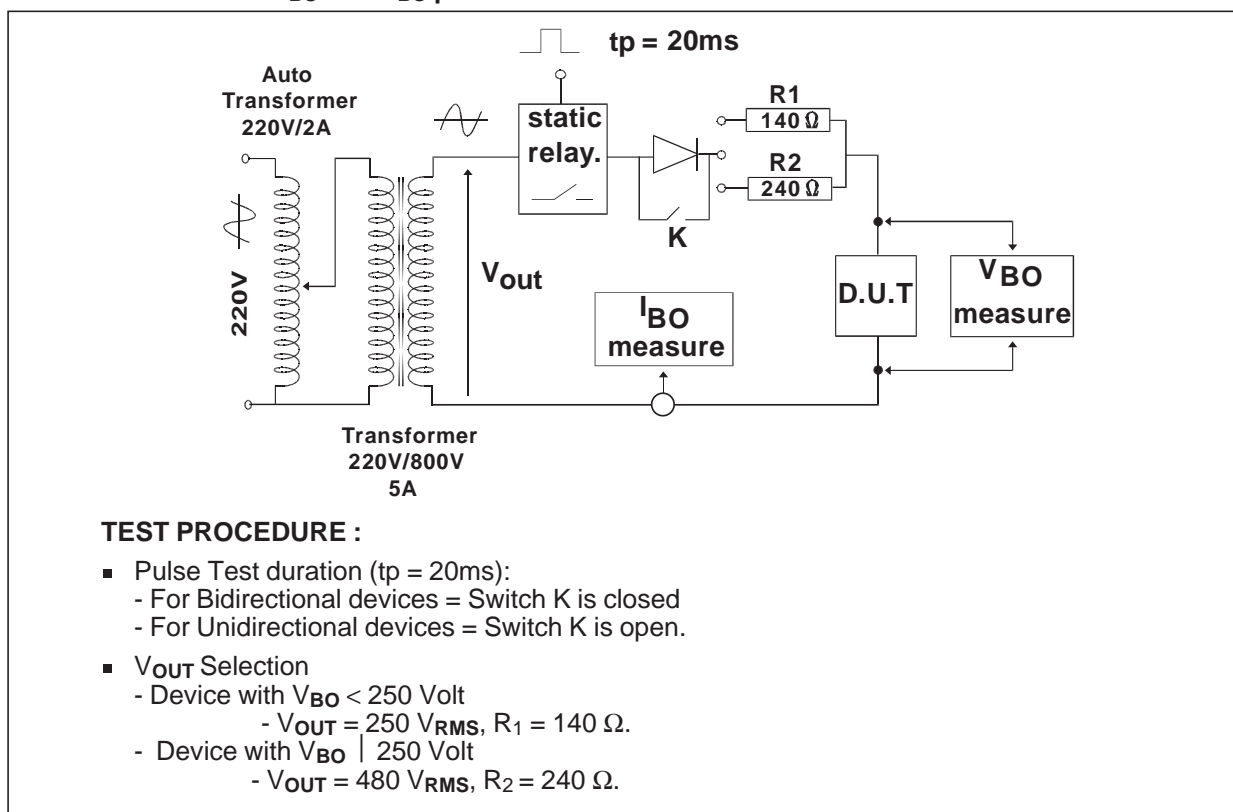 tp = 20ms
Auto
Transformer
220V/2A
static
relay.
R1
140 Ω
R2
240 Ω
K
220V
Vout
IBO
measure
D.U.T
VBO
measure
Transformer
220V/800V
5A
TEST PROCEDURE :
■ Pulse Test duration (tp = 20ms):
- For Bidirectional devices = Switch K is closed
- For Unidirectional devices = Switch K is open.
■ VOUT Selection
- Device with VBO < 250 Volt
- VOUT = 250 VRMS, R1 = 140 Ω.
- Device with VBO | 250 Volt
- VOUT = 480 VRMS, R2 = 240 Ω.